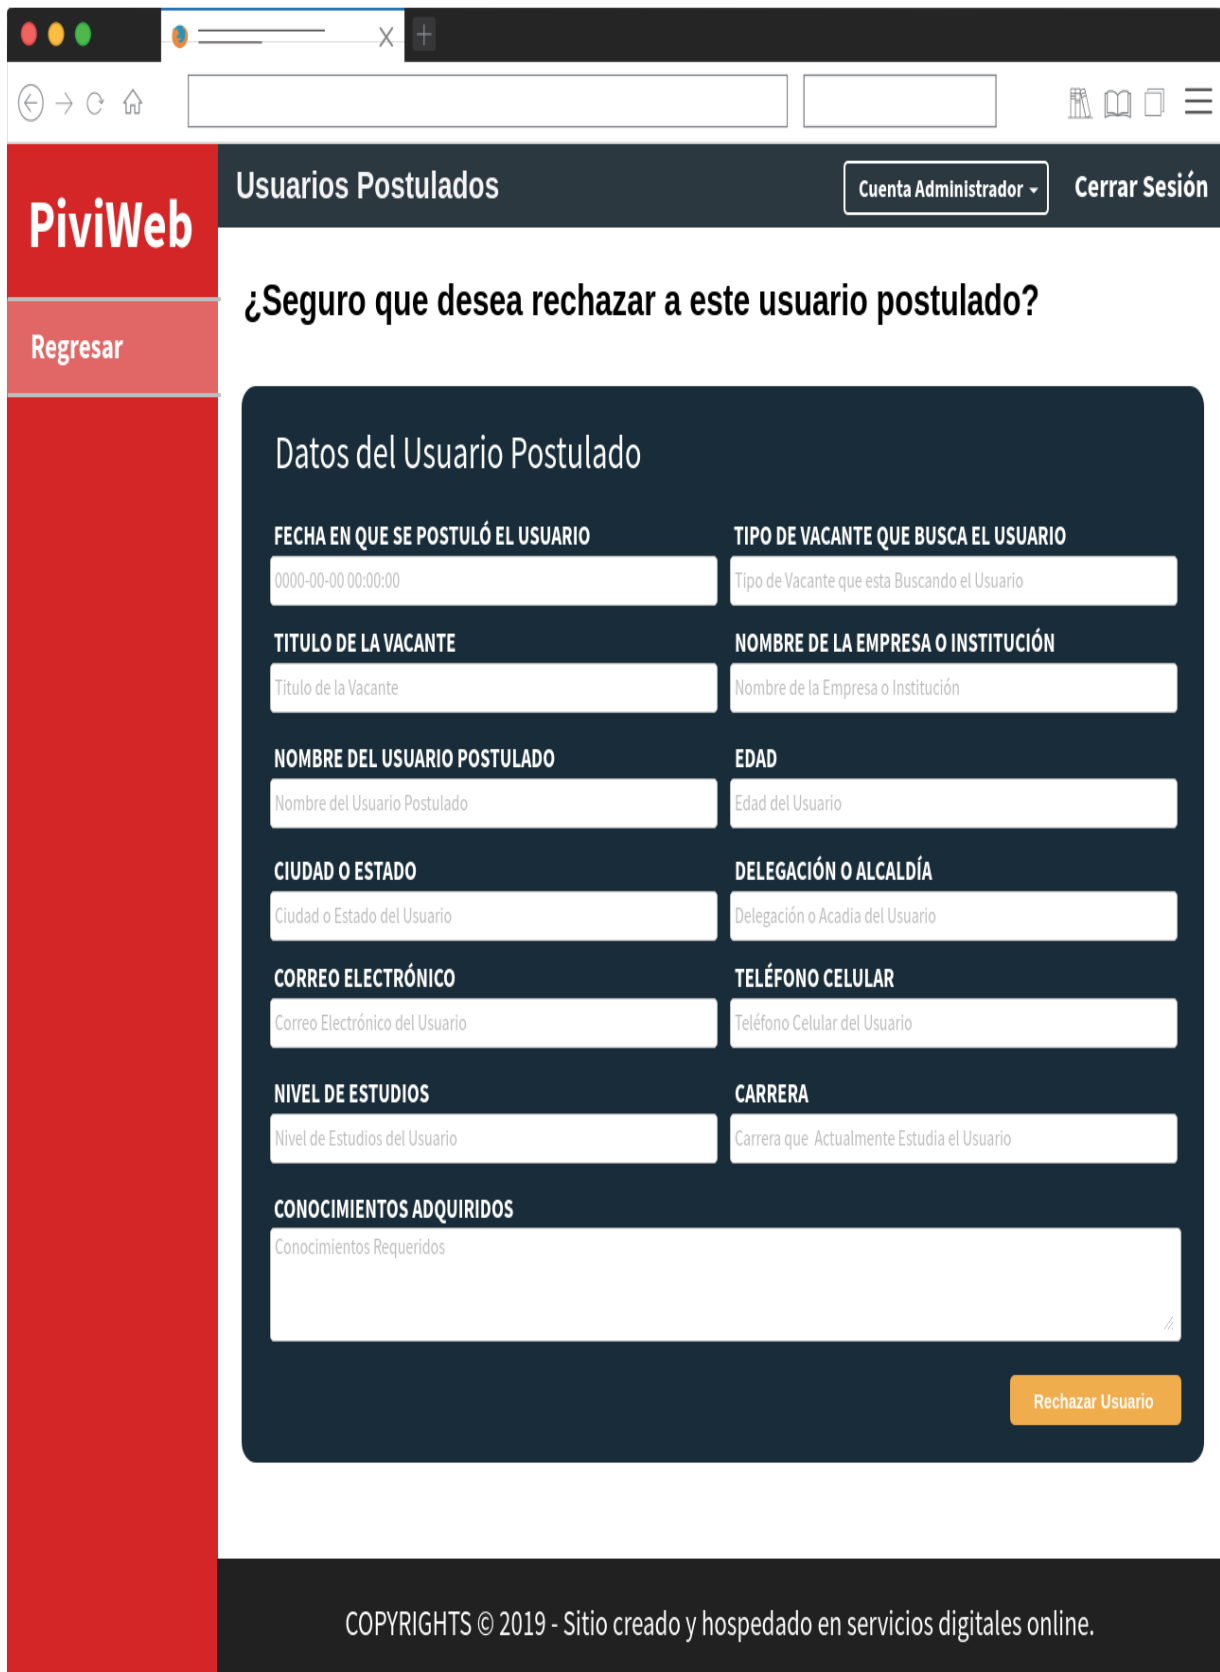 PiviWeb
Regresar
Usuarios Postulados
Cuenta Administrador
Cerrar Sesión
¿Seguro que desea rechazar a este usuario postulado?
Datos del Usuario Postulado
FECHA EN QUE SE POSTULÓ EL USUARIO
0000-00-00 00:00:00
TIPO DE VACANTE QUE BUSCA EL USUARIO
Tipo de Vacante que esta Buscando el Usuario
TITULO DE LA VACANTE
Titulo de la Vacante
NOMBRE DE LA EMPRESA O INSTITUCIÓN
Nombre de la Empresa o Institución
NOMBRE DEL USUARIO POSTULADO
Nombre del Usuario Postulado
EDAD
Edad del Usuario
CIUDAD O ESTADO
Ciudad o Estado del Usuario
DELEGACIÓN O ALCALDÍA
Delegación o Acadia del Usuario
CORREO ELECTRÓNICO
Correo Electrónico del Usuario
TELÉFONO CELULAR
Teléfono Celular del Usuario
NIVEL DE ESTUDIOS
Nivel de Estudios del Usuario
CARRERA
Carrera que Actualmente Estudia el Usuario
CONOCIMIENTOS ADQUIRIDOS
Conocimientos Requeridos
Rechazar Usuario
COPYRIGHTS © 2019 - Sitio creado y hospedado en servicios digitales online.